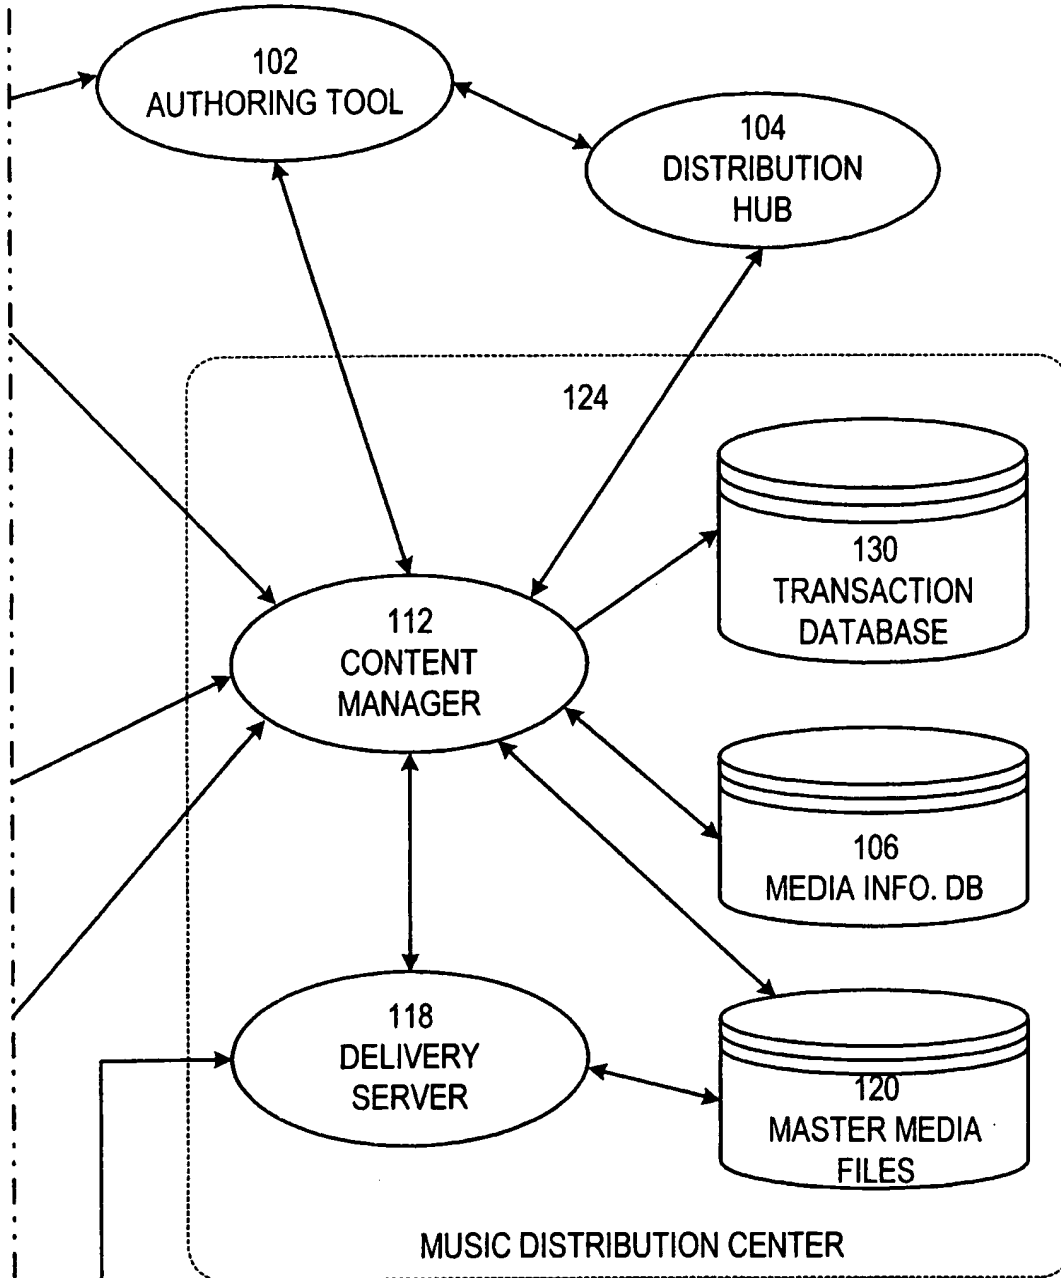 102
AUTHORING TOOL
104
DISTRIBUTION
HUB
124
130
TRANSACTION
DATABASE
112
CONTENT
MANAGER
106
MEDIA INFO. DB
118
DELIVERY
SERVER
120
MASTER MEDIA
FILES
MUSIC DISTRIBUTION CENTER